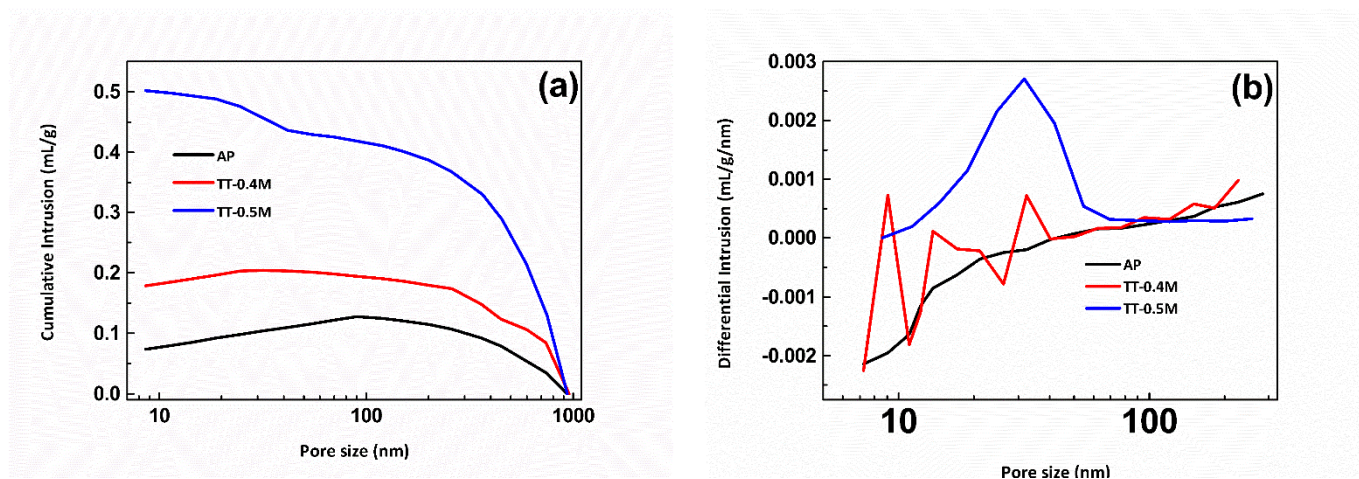 (a)
Cumulative Intrusion (mL/g)
0.5
0.4
0.3
0.2
0.1
0.0
AP
TT-0.4M
TT-0.5M
10
100
1000
Pore size (nm)
(b)
Differential Intrusion (mL/g/nm)
0.003
0.002
0.001
0.000
-0.001
-0.002
AP
TT-0.4M
TT-0.5M
10
100
Pore size (nm)